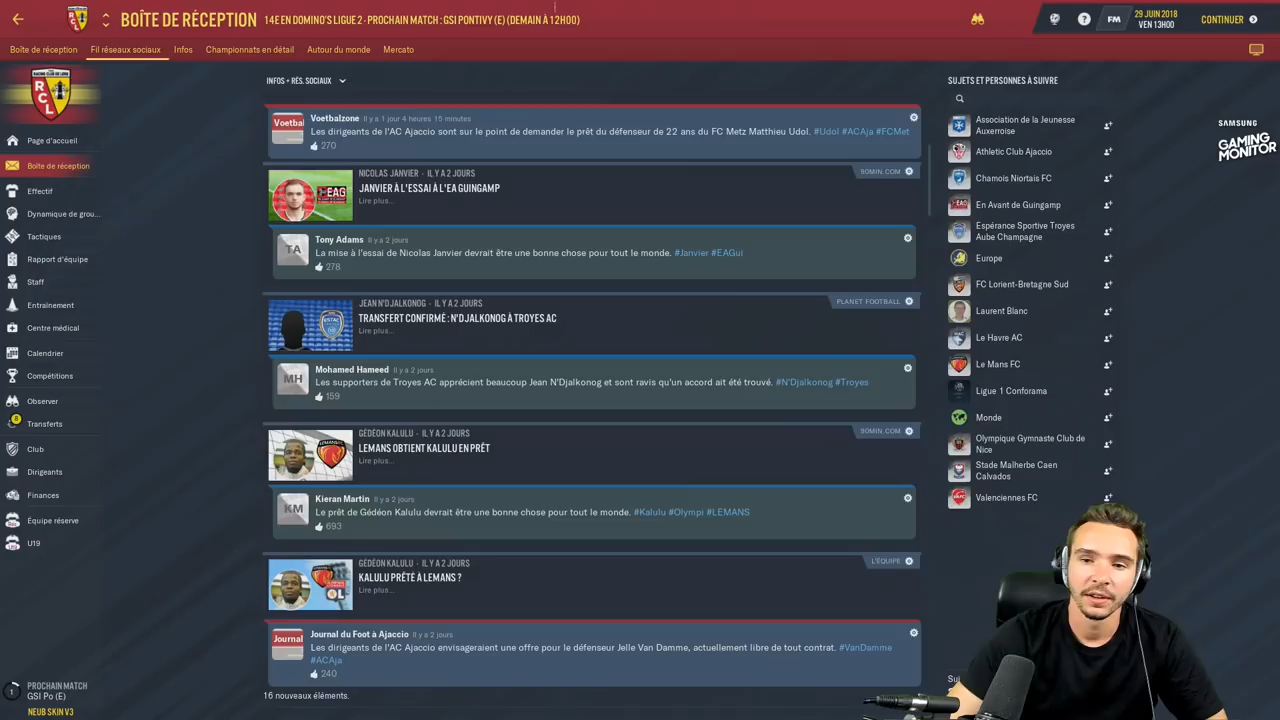 BOÎTE DE RÉCEPTION
14E EN DOMINO'S LIGUE 2 - PROCHAIN MATCH : GSI PONTIVY (E) (DEMAIN À 12H00)
FM
29 JUIN 2018
VEN 13H00
CONTINUER
Boîte de réception
Fil réseaux sociaux
Infos
Championnats en détail
Autour du monde
Mercato
RCL
Page d'accueil
Boîte de réception
Effectif
Dynamique de grou...
Tactiques
Rapport d'équipe
Staff
Entraînement
Centre médical
Calendrier
Compétitions
Observer
8
Transferts
Club
Dirigeants
Finances
Équipe réserve
U19
1
PROCHAIN MATCH
GSI Po (E)
NEUB SKIN V3
INFOS + RÉS. SOCIAUX
Voetbal
Voetbalzone Il y a 1 jour 4 heures 15 minutes
Les dirigeants de l'AC Ajaccio sont sur le point de demander le prêt du défenseur de 22 ans du FC Metz Matthieu Udol. #Udol #ACAja #FCMet
270
NICOLAS JANVIER - IL Y A 2 JOURS
90MIN.COM
JANVIER À L'ESSAI À L'EA GUINGAMP
Lire plus...
TA
Tony Adams Il y a 2 jours
La mise à l'essai de Nicolas Janvier devrait être une bonne chose pour tout le monde. #Janvier #EAGui
278
JEAN N'DJALKONOG - IL Y A 2 JOURS
PLANET FOOTBALL
TRANSFERT CONFIRMÉ : N'DJALKONOG À TROYES AC
Lire plus...
MH
Mohamed Hameed Il y a 2 jours
Les supporters de Troyes AC apprécient beaucoup Jean N'Djalkonog et sont ravis qu'un accord ait été trouvé. #N'Djalkonog #Troyes
159
GÉDÉON KALULU - IL Y A 2 JOURS
90MIN.COM
LEMANS OBTIENT KALULU EN PRÊT
Lire plus...
KM
Kieran Martin Il y a 2 jours
Le prêt de Gédéon Kalulu devrait être une bonne chose pour tout le monde. #Kalulu #Olympi #LEMANS
693
GÉDÉON KALULU - IL Y A 2 JOURS
L'ÉQUIPE
KALULU PRÊTÉ À LEMANS ?
Lire plus...
Journal
Journal du Foot à Ajaccio Il y a 2 jours
Les dirigeants de l'AC Ajaccio envisageraient une offre pour le défenseur Jelle Van Damme, actuellement libre de tout contrat. #VanDamme
#ACAja
240
16 nouveaux éléments.
SUJETS ET PERSONNES À SUIVRE
Association de la Jeunesse
Auxerroise
Athletic Club Ajaccio
Chamois Niortais FC
En Avant de Guingamp
Espérance Sportive Troyes
Aube Champagne
Europe
FC Lorient-Bretagne Sud
Laurent Blanc
Le Havre AC
Le Mans FC
Ligue 1 Conforama
Monde
Olympique Gymnaste Club de
Nice
Stade Malherbe Caen
Calvados
Valenciennes FC
Suj
SAMSUNG
GAMING
MONITOR